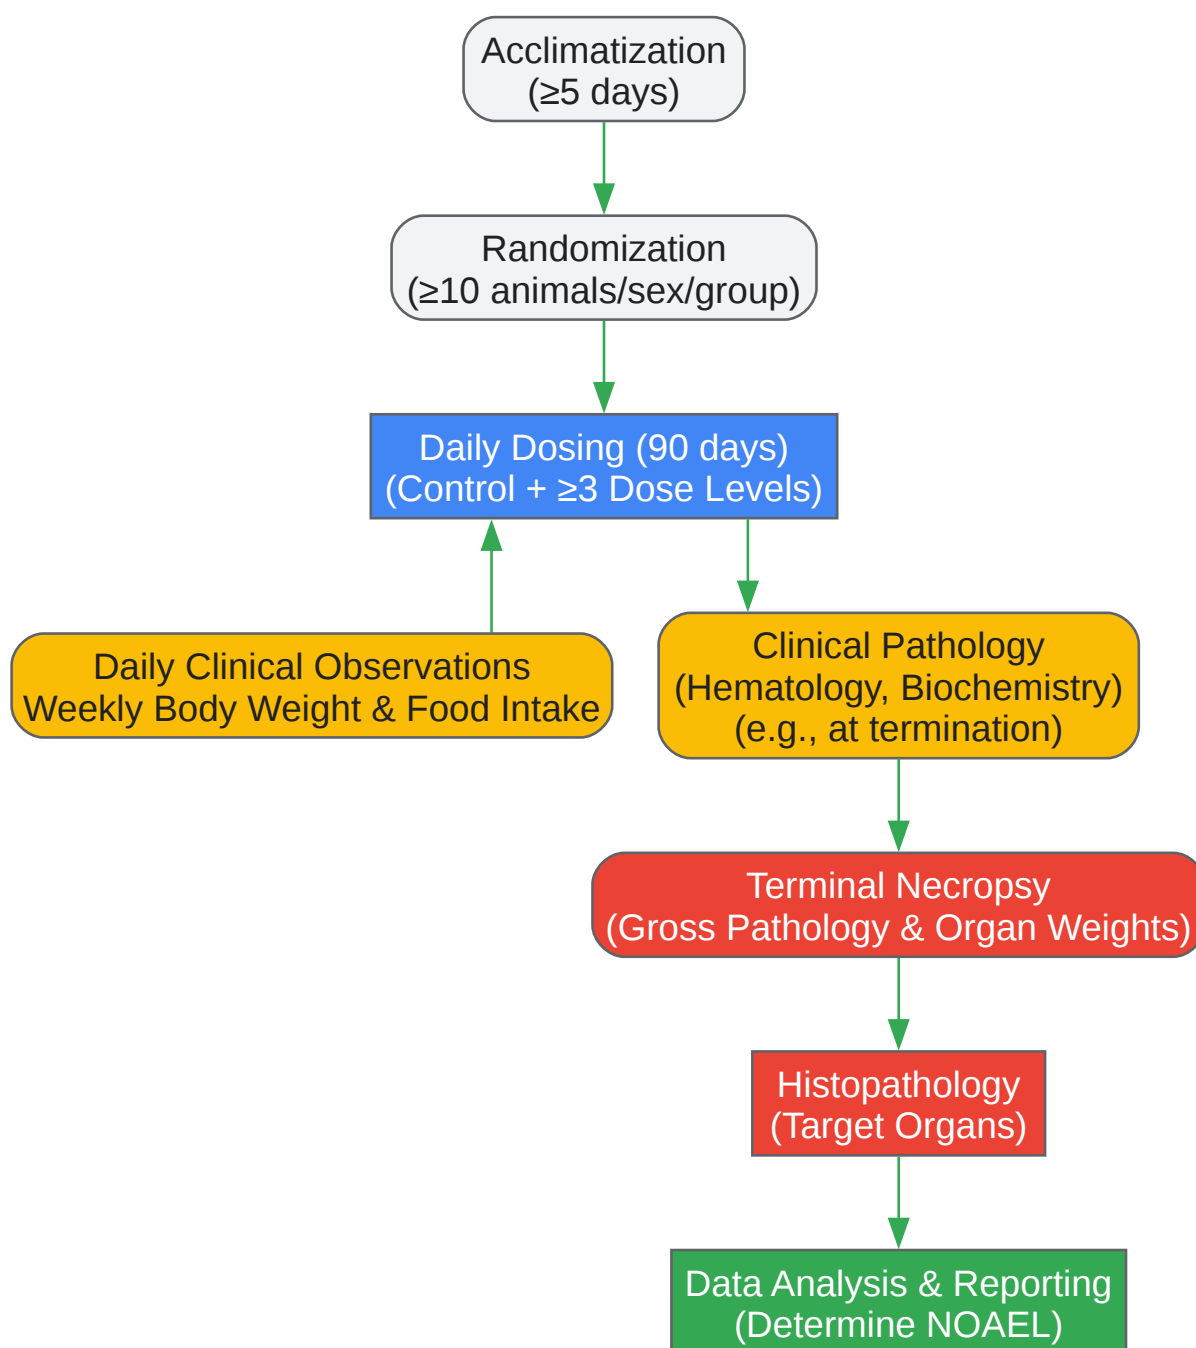 Acclimatization
(≥5 days)
Randomization
(≥10 animals/sex/group)
Daily Dosing (90 days)
(Control + ≥3 Dose Levels)
Daily Clinical Observations
Weekly Body Weight & Food Intake
Clinical Pathology
(Hematology, Biochemistry)
(e.g., at termination)
Terminal Necropsy
(Gross Pathology & Organ Weights)
Histopathology
(Target Organs)
Data Analysis & Reporting
(Determine NOAEL)